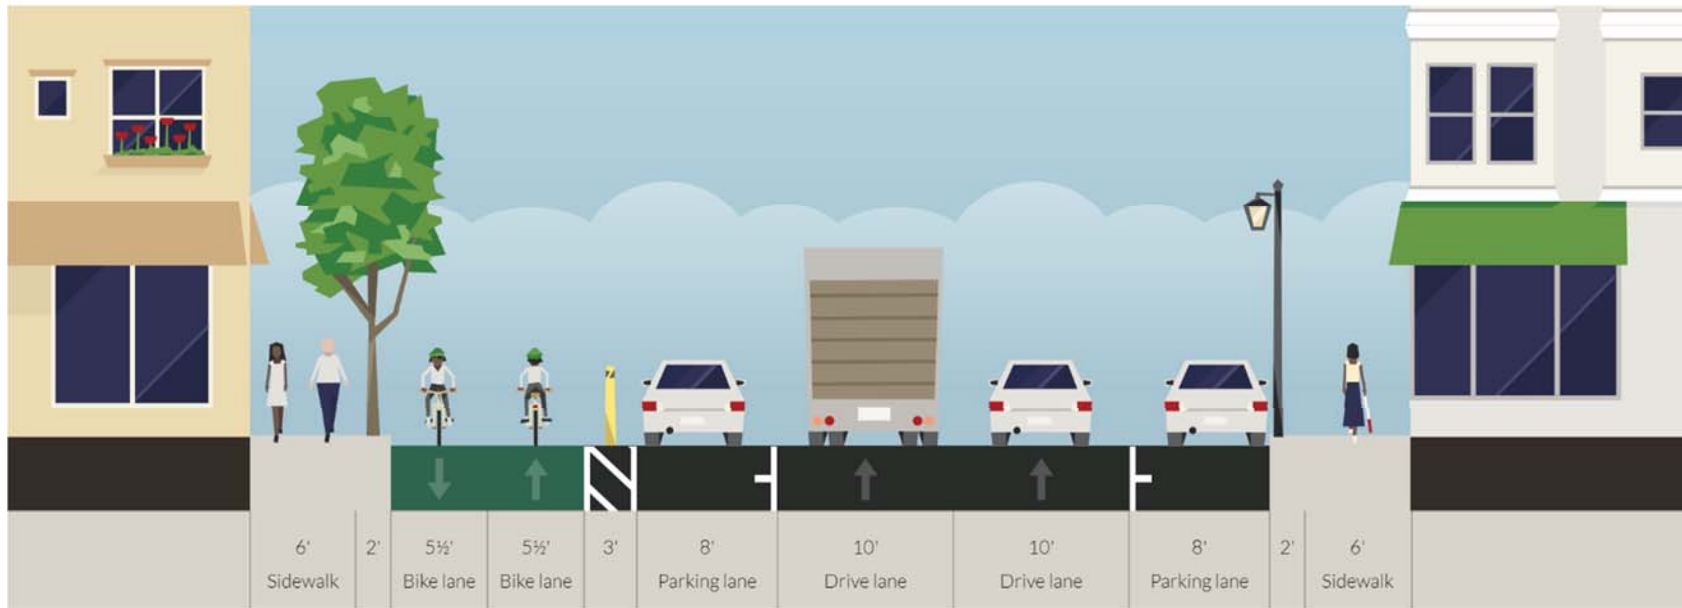 6' 2' 5½' 5½' 3' 8' 10' 10' 8' 2' 6'
Sidewalk Bike lane Bike lane Parking lane Drive lane Drive lane Parking lane Sidewalk